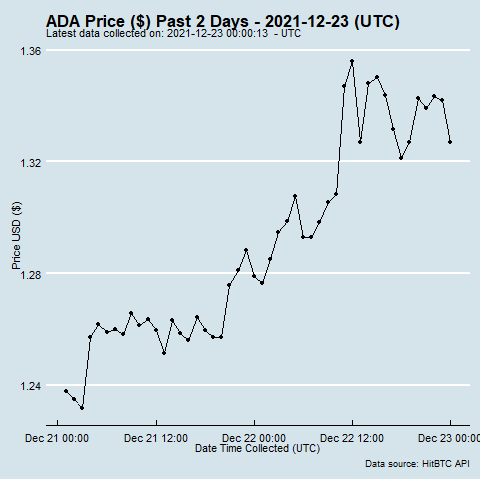 ADA Price ($) Past 2 Days - 2021-12-23 (UTC)
Latest data collected on: 2021-12-23 00:00:13 - UTC
1.36
1.32
1.28
1.24
Price USD ($)
Dec 21 00:00 Dec 21 12:00 Dec 22 00:00 Dec 22 12:00 Dec 23 00:00
Date Time Collected (UTC)
Data source: HitBTC API